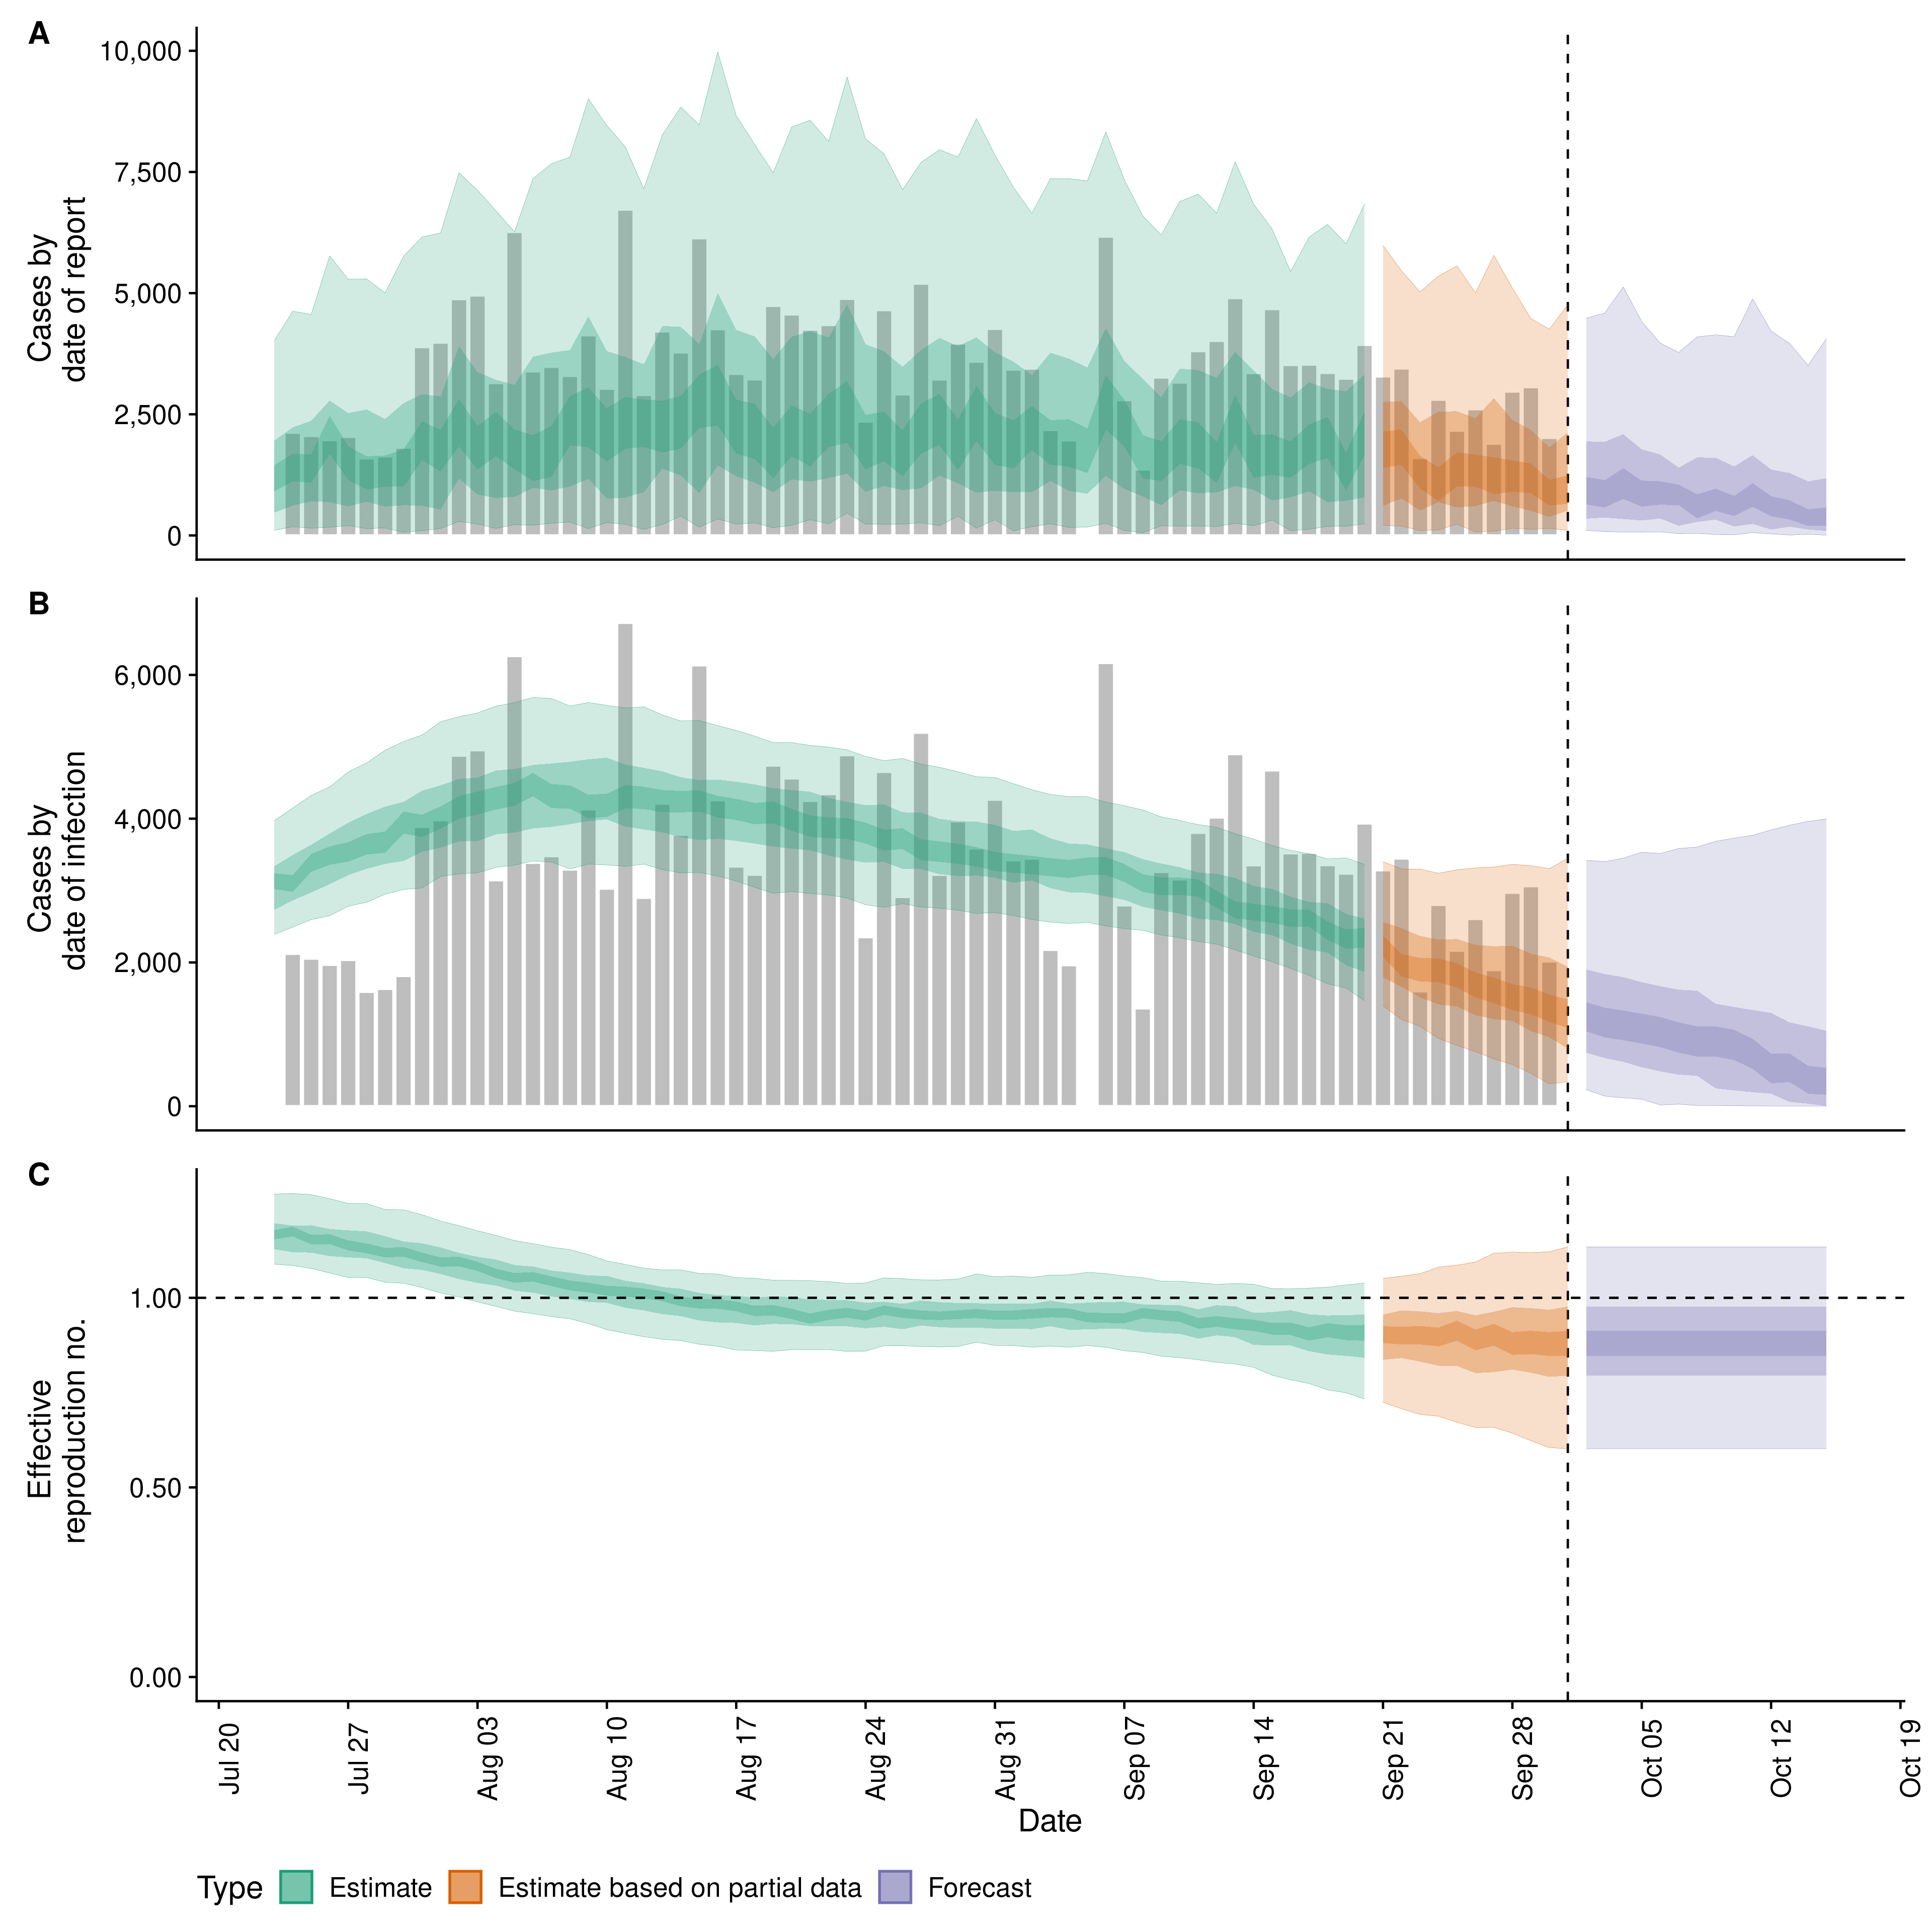 A
10,000
7,500
5,000
2,500
0
Cases by
date of report
B
6,000
4,000
2,000
0
Cases by
date of infection
C
1.00
0.50
0.00
Effective
reproduction no.
Jul 20
Jul 27
Aug 03
Aug 10
Aug 17
Aug 24
Aug 31
Sep 07
Sep 14
Sep 21
Sep 28
Oct 05
Oct 12
Oct 19
Date
Type Estimate Estimate based on partial data Forecast